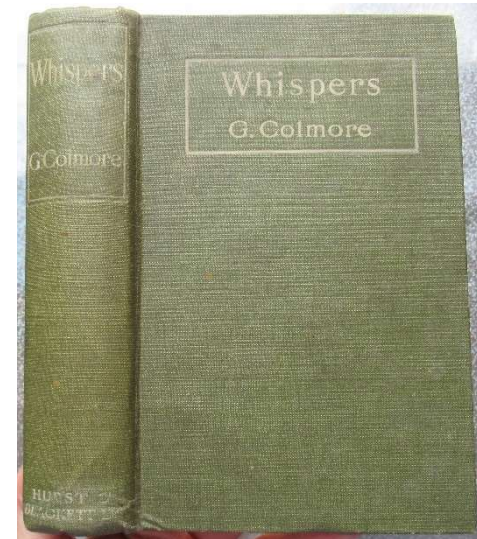 Whispers
G. Colmore
Whispers
G. Colmore
HURST
BLACKETT